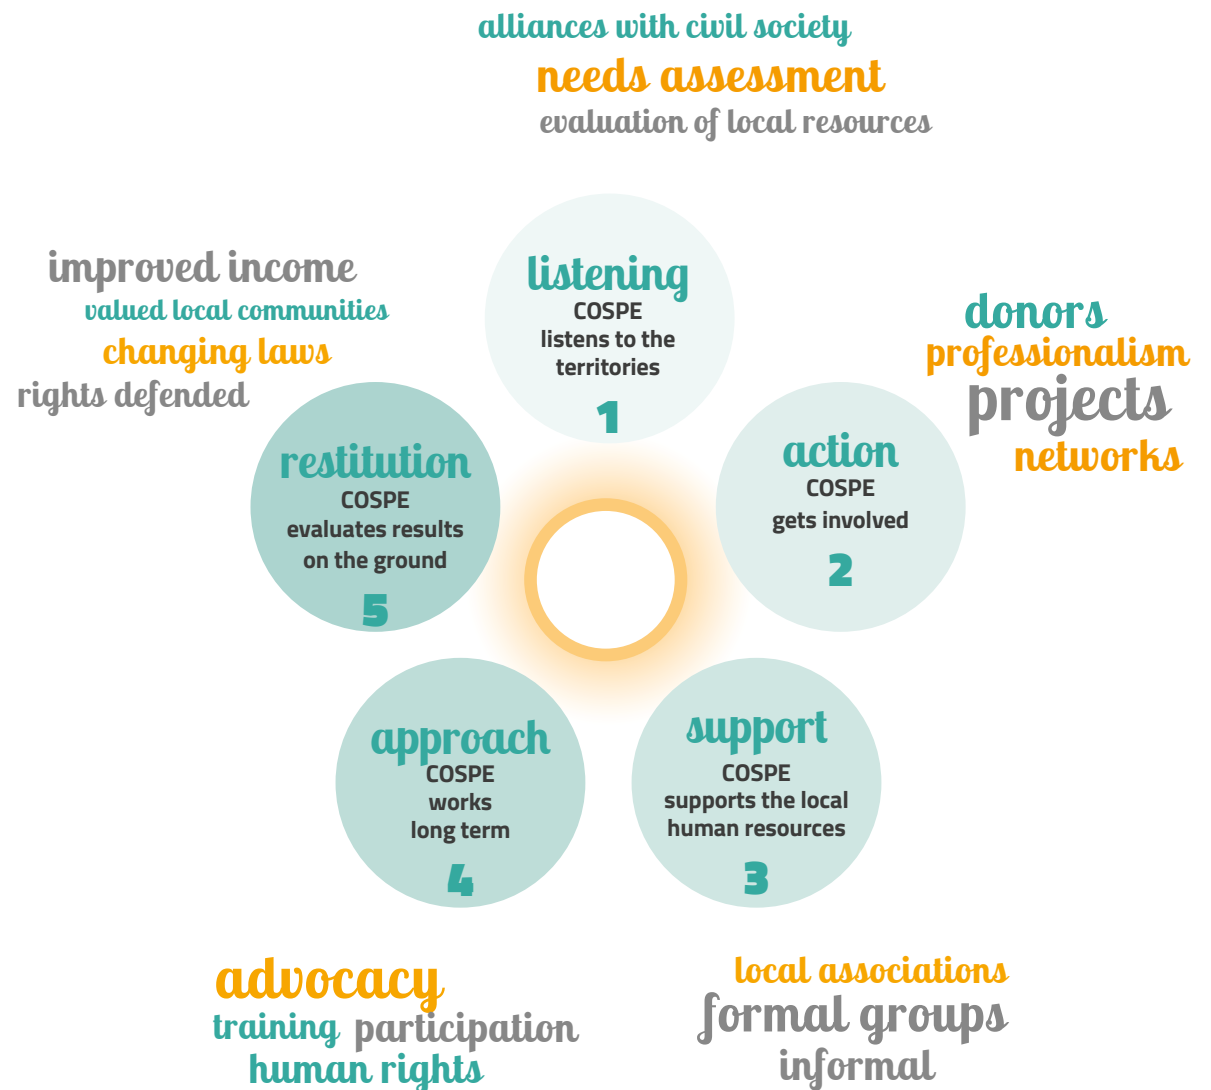 alliances with civil society
needs assessment
evaluation of local resources
listening
COSPE
listens to the
territories
1
donors
professionalism
projects
networks
action
COSPE
gets involved
2
support
COSPE
supports the local
human resources
3
local associations
formal groups
informal
approach
COSPE
works
long term
4
advocacy
training participation
human rights
improved income
valued local communities
changing laws
rights defended
restitution
COSPE
evaluates results
on the ground
5